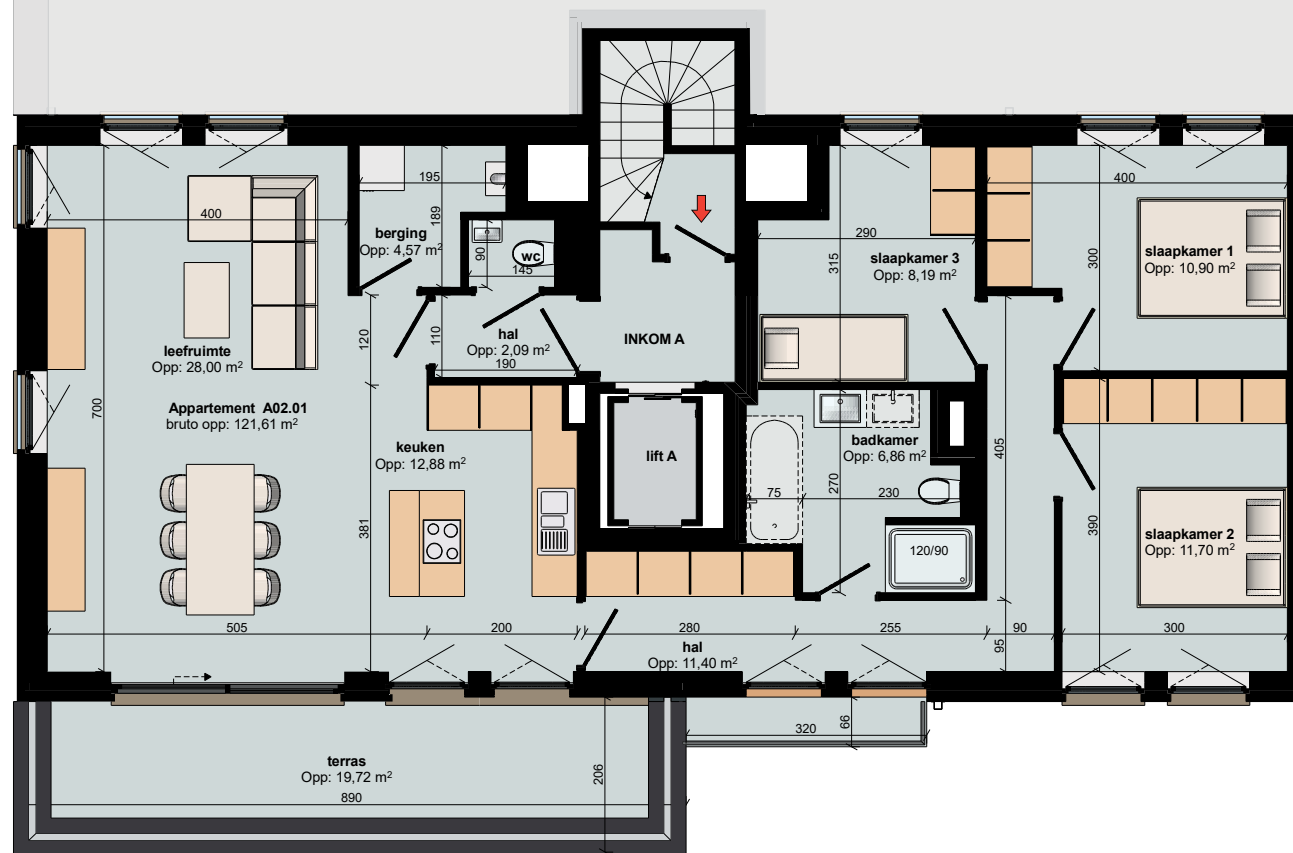 195
400
189
berging
Opp: 4,57 m²
90
wc
145
400
290
slaapkamer 3
Opp: 8,19 m²
315
300
slaapkamer 1
Opp: 10,90 m²
leefruimte
Opp: 28,00 m²
120
110
hal
Opp: 2,09 m²
190
INKOM A
700
Appartement A02.01
bruto opp: 121,61 m²
keuken
Opp: 12,88 m²
lift A
badkamer
Opp: 6,86 m²
405
75
270
230
381
390
slaapkamer 2
Opp: 11,70 m²
120/90
505
200
280
255
90
300
hal
Opp: 11,40 m²
95
320
66
terras
Opp: 19,72 m²
890
206